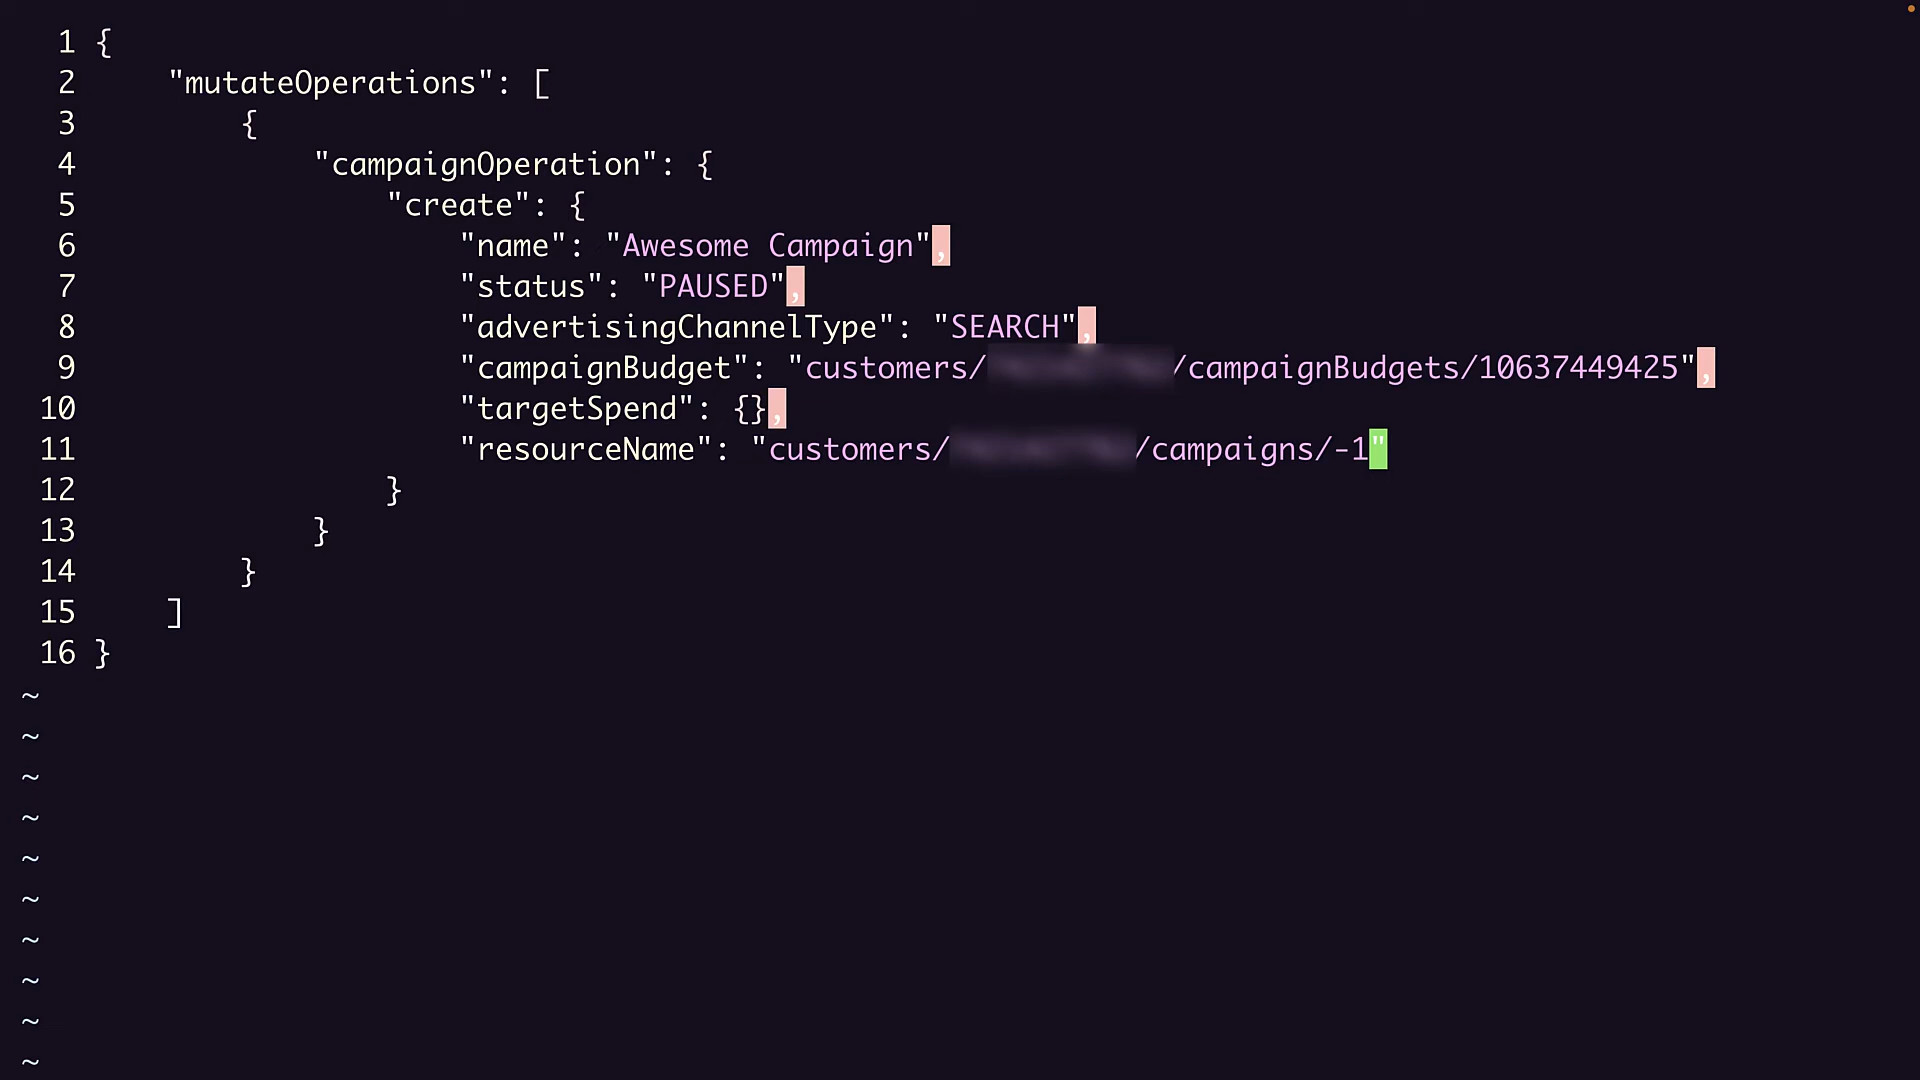 1 {
2 "mutateOperations": [
3 {
4 "campaignOperation": {
5 "create": {
6 "name": "Awesome Campaign",
7 "status": "PAUSED",
8 "advertisingChannelType": "SEARCH",
9 "campaignBudget": "customers/ /campaignBudgets/10637449425",
10 "targetSpend": {},
11 "resourceName": "customers/ /campaigns/-1"
12 }
13 }
14 }
15 ]
16 }
~
~
~
~
~
~
~
~
~
~